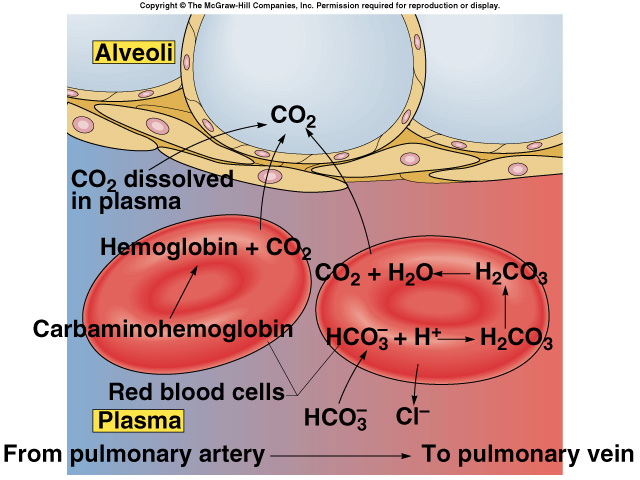 Copyright © The McGraw-Hill Companies, Inc. Permission required for reproduction or display.
Alveoli
CO₂
CO₂ dissolved
in plasma
Hemoglobin + CO₂
CO₂ + H₂O
H₂CO₃
Carbaminohemoglobin
HCO₃⁻ + H⁺
H₂CO₃
Red blood cells
Plasma
HCO₃⁻
Cl⁻
From pulmonary artery
To pulmonary vein